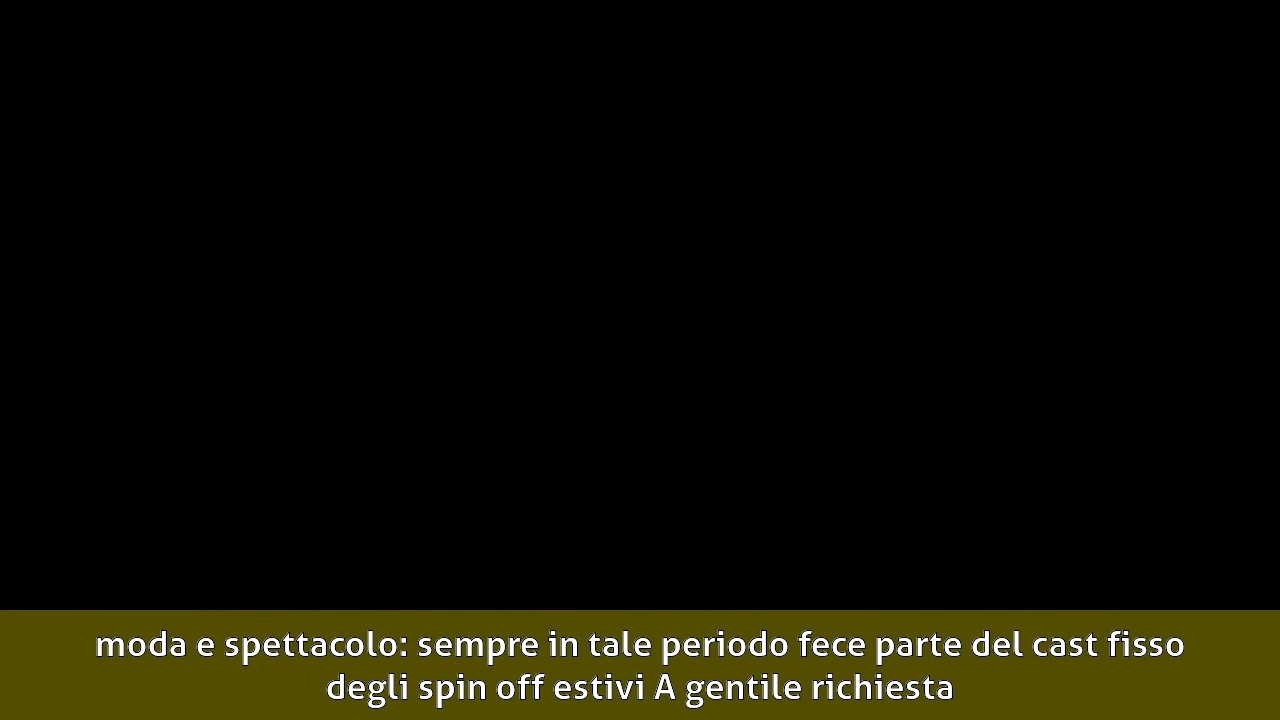 moda e spettacolo: sempre in tale periodo fece parte del cast fisso
degli spin off estivi A gentile richiesta